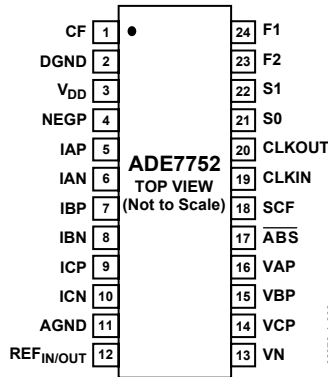 CF 1
DGND 2
VDD 3
NEGP 4
IAP 5
IAN 6
IBP 7
IBN 8
ICP 9
ICN 10
AGND 11
REFIN/OUT 12
ADE7752
TOP VIEW
(Not to Scale)
24 F1
23 F2
22 S1
21 S0
20 CLKOUT
19 CLKIN
18 SCF
17 A̅B̅S̅
16 VAP
15 VBP
14 VCP
13 VN